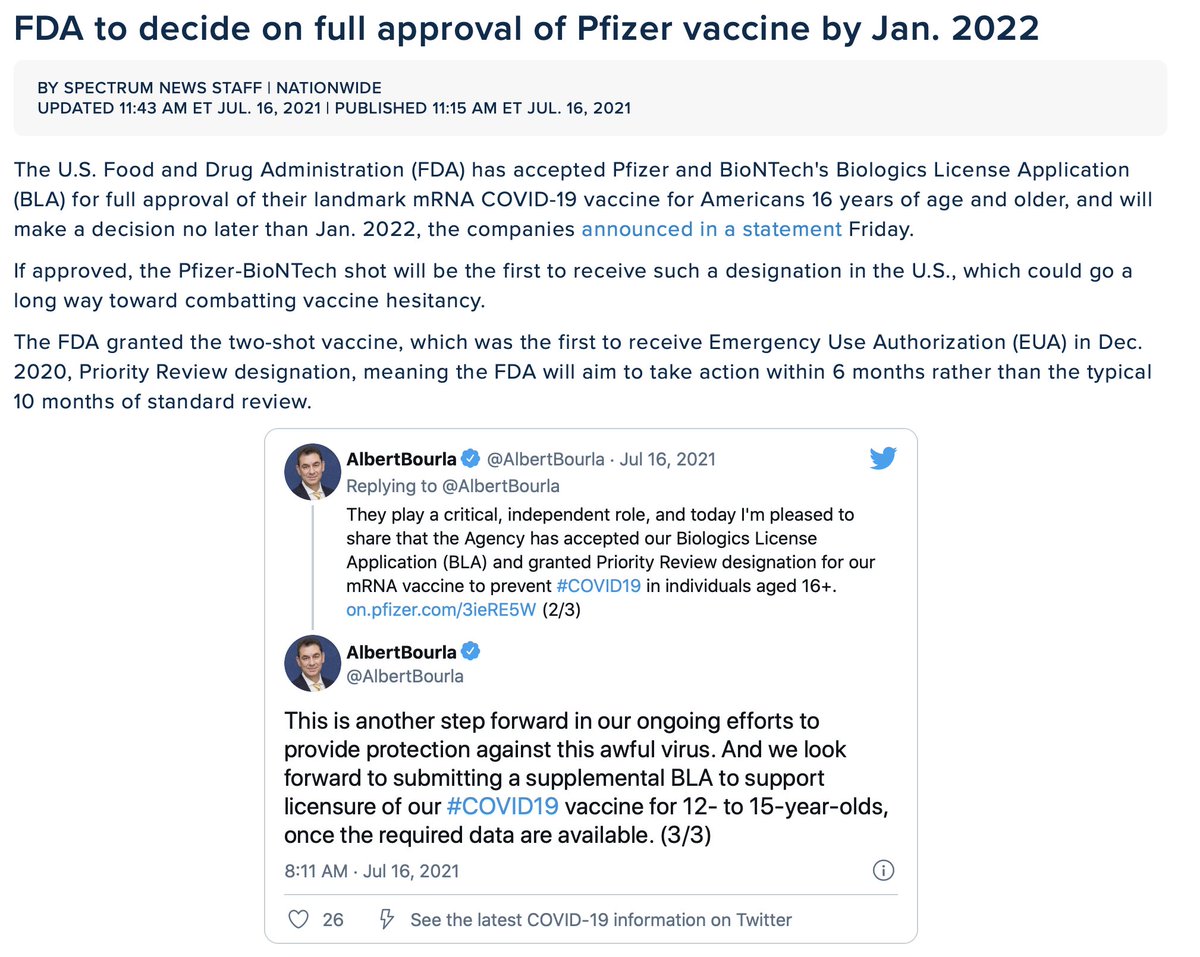 FDA to decide on full approval of Pfizer vaccine by Jan. 2022
BY SPECTRUM NEWS STAFF | NATIONWIDE
UPDATED 11:43 AM ET JUL. 16, 2021 | PUBLISHED 11:15 AM ET JUL. 16, 2021
The U.S. Food and Drug Administration (FDA) has accepted Pfizer and BioNTech's Biologics License Application
(BLA) for full approval of their landmark mRNA COVID-19 vaccine for Americans 16 years of age and older, and will
make a decision no later than Jan. 2022, the companies announced in a statement Friday.
If approved, the Pfizer-BioNTech shot will be the first to receive such a designation in the U.S., which could go a
long way toward combatting vaccine hesitancy.
The FDA granted the two-shot vaccine, which was the first to receive Emergency Use Authorization (EUA) in Dec.
2020, Priority Review designation, meaning the FDA will aim to take action within 6 months rather than the typical
10 months of standard review.
AlbertBourla @AlbertBourla · Jul 16, 2021
Replying to @AlbertBourla
They play a critical, independent role, and today I'm pleased to
share that the Agency has accepted our Biologics License
Application (BLA) and granted Priority Review designation for our
mRNA vaccine to prevent #COVID19 in individuals aged 16+.
on.pfizer.com/3ieRE5W (2/3)
AlbertBourla
@AlbertBourla
This is another step forward in our ongoing efforts to
provide protection against this awful virus. And we look
forward to submitting a supplemental BLA to support
licensure of our #COVID19 vaccine for 12- to 15-year-olds,
once the required data are available. (3/3)
8:11 AM · Jul 16, 2021
26 See the latest COVID-19 information on Twitter